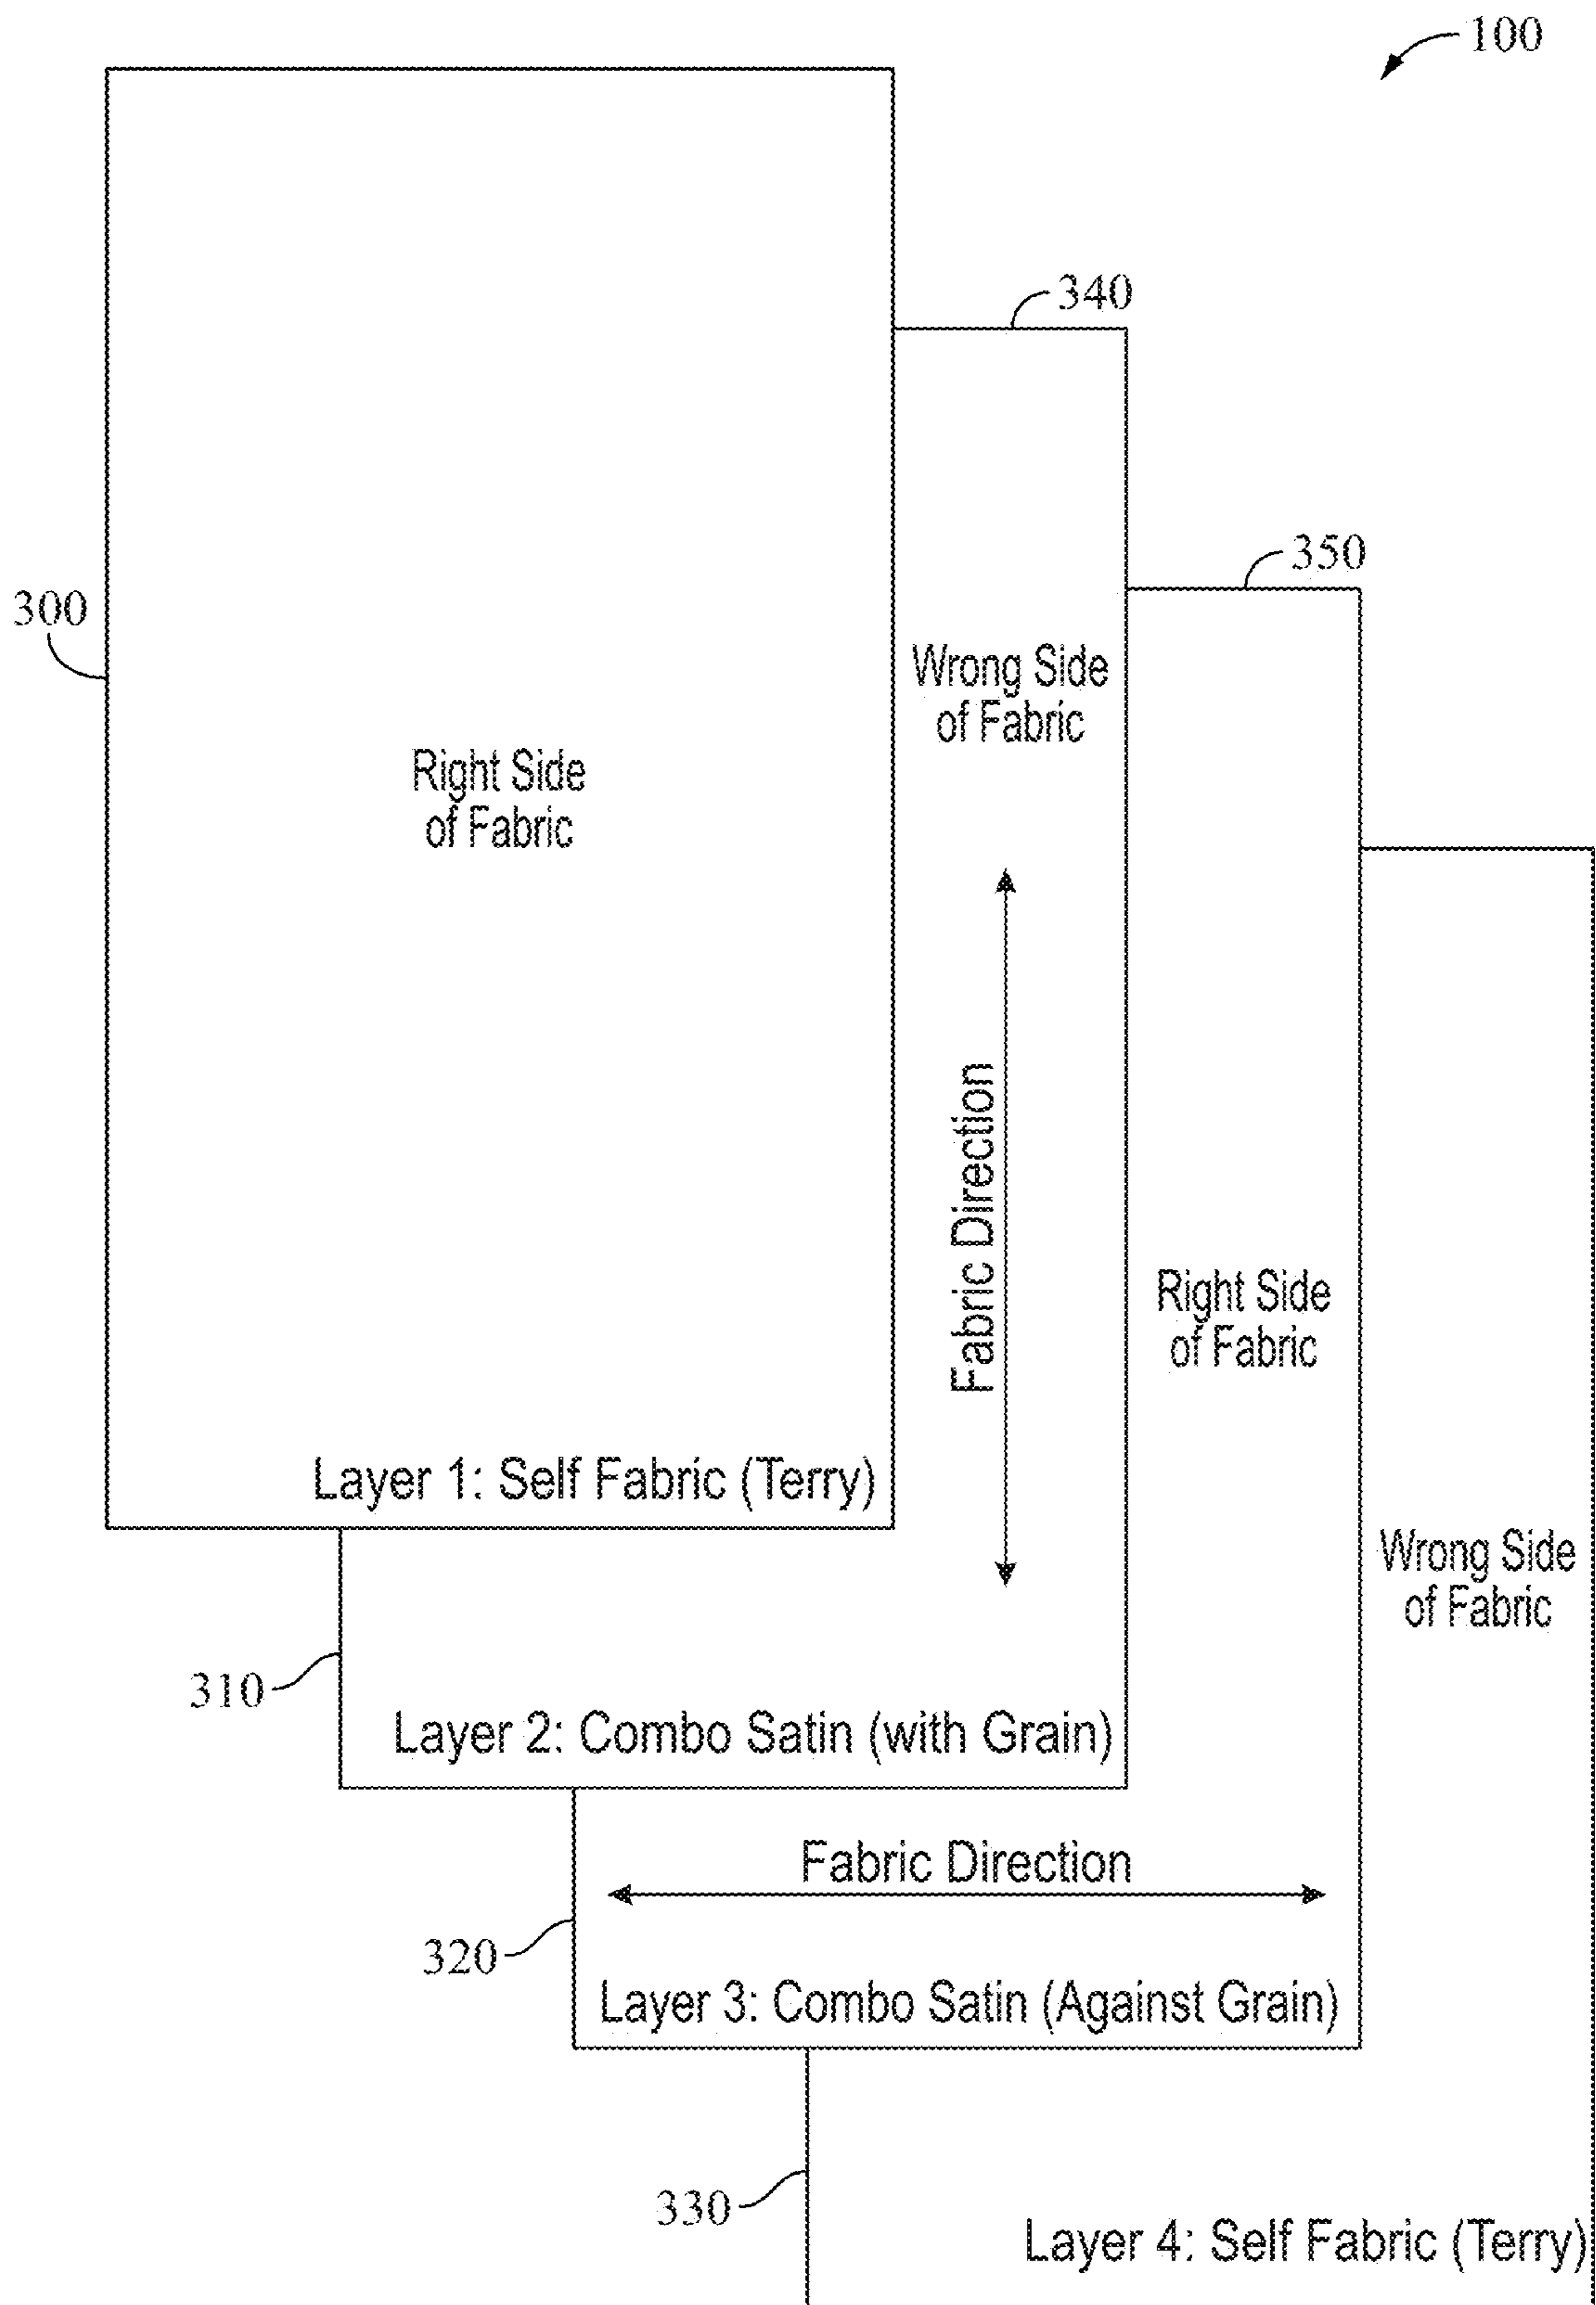 100
340
350
300
Wrong Side
of Fabric
Right Side
of Fabric
Fabric Direction
Right Side
of Fabric
Layer 1: Self Fabric (Terry)
Wrong Side
of Fabric
310
Layer 2: Combo Satin (with Grain)
Fabric Direction
320
Layer 3: Combo Satin (Against Grain)
330
Layer 4: Self Fabric (Terry)